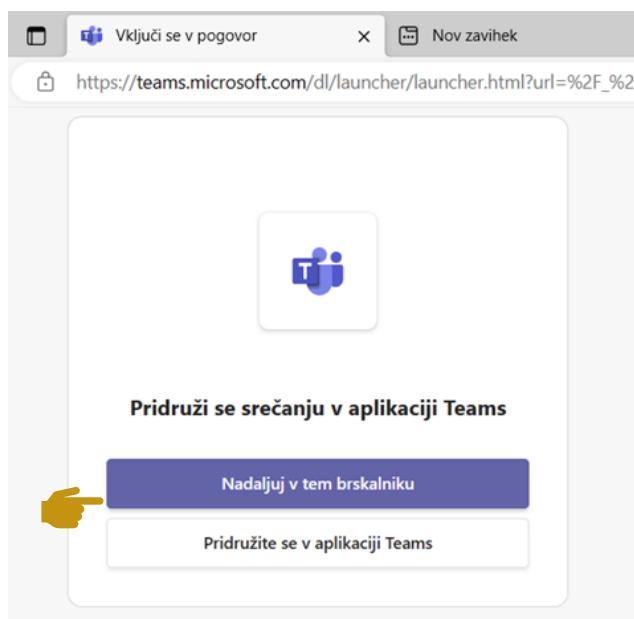 Vključi se v pogovor
Nov zavihek
https://teams.microsoft.com/dl/launcher/launcher.html?url=%2F_%2
T
Pridruži se srečanju v aplikaciji Teams
Nadaljuj v tem brskalniku
Pridružite se v aplikaciji Teams